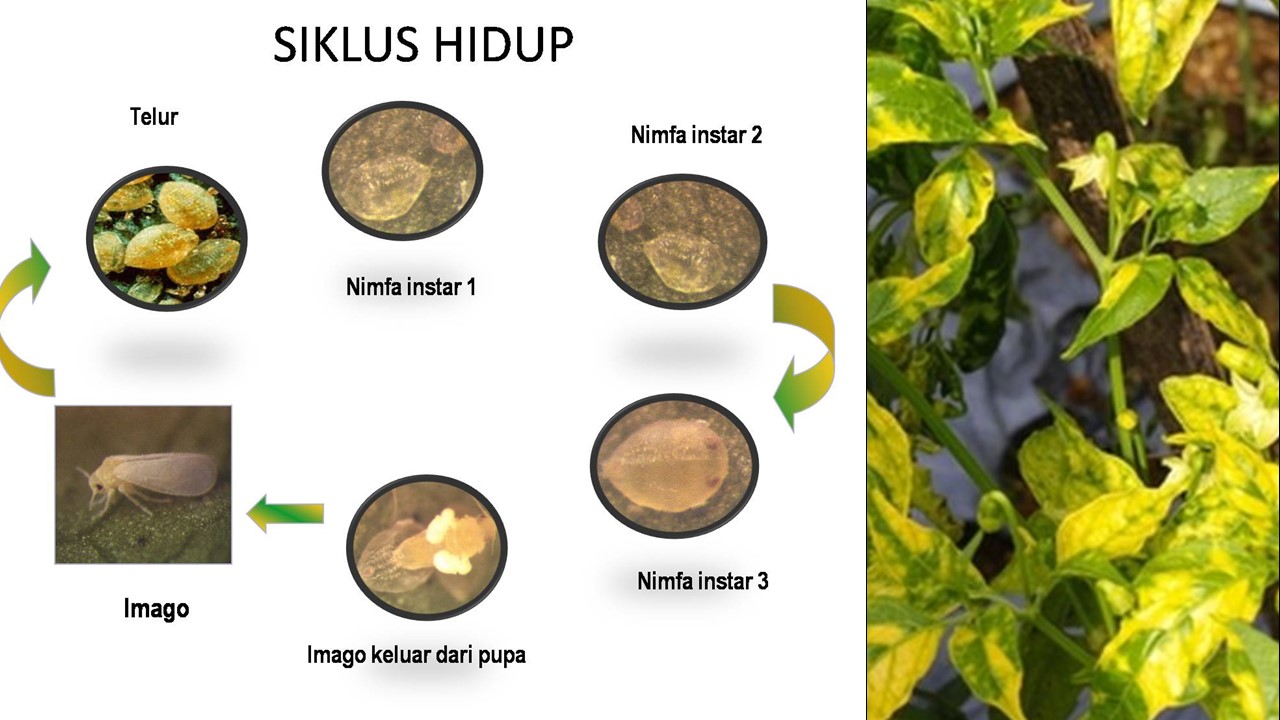 SIKLUS HIDUP
Telur
Nimfa instar 1
Nimfa instar 2
Nimfa instar 3
Imago keluar dari pupa
Imago